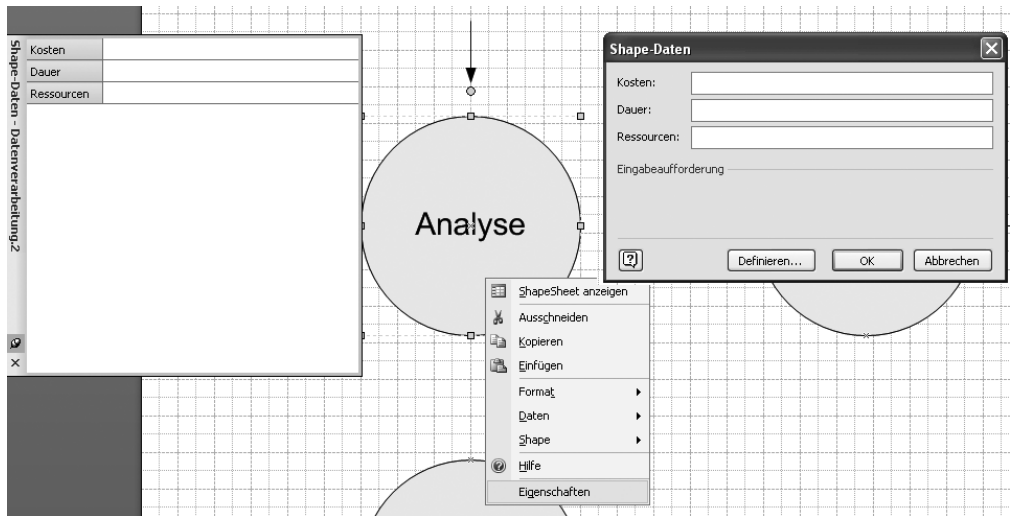 Shape-Daten - Datenverarbeitung.2
Kosten
Dauer
Ressourcen
Analyse
Shape-Daten
Kosten:
Dauer:
Ressourcen:
Eingabeaufforderung
Definieren...
OK
Abbrechen
ShapeSheet anzeigen
Ausschneiden
Kopieren
Einfügen
Format
Daten
Shape
Hilfe
Eigenschaften